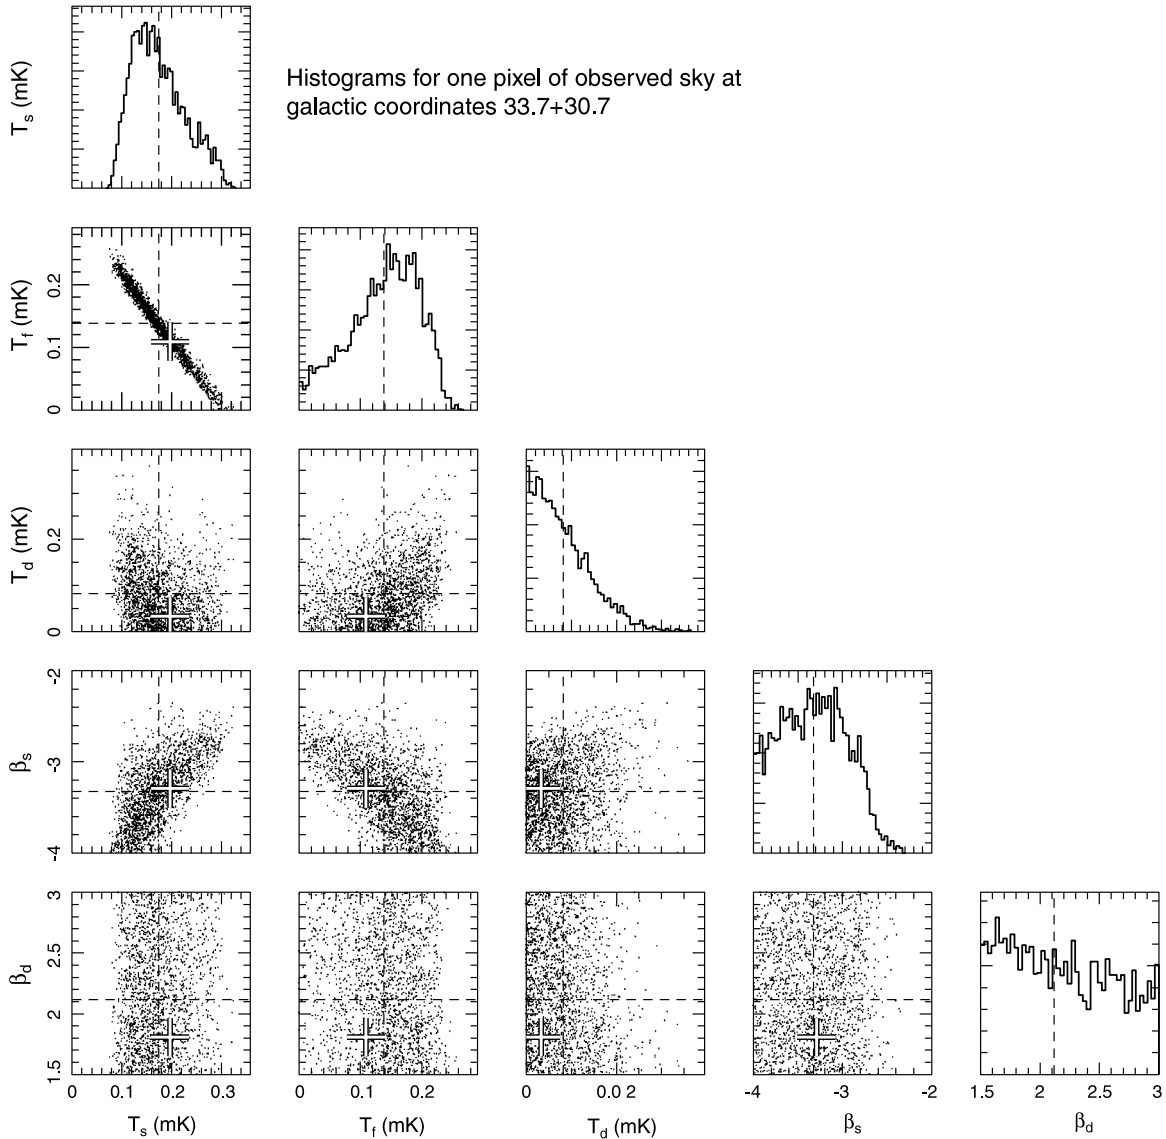 T_s (mK)
Histograms for one pixel of observed sky at
galactic coordinates 33.7+30.7
T_f (mK)
0.2
0.1
0
T_d (mK)
0.2
0
β_s
-2
-3
-4
β_d
3
2.5
2
1.5
0 0.1 0.2 0.3
0 0.1 0.2
0 0.02
-4 -3 -2
1.5 2 2.5 3
T_s (mK) T_f (mK) T_d (mK) β_s β_d